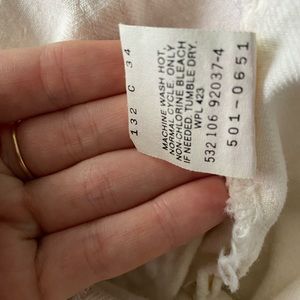 132 C 34
MACHINE WASH HOT,
NORMAL CYCLE. ONLY
NON CHLORINE BLEACH
IF NEEDED. TUMBLE DRY.
WPL 423
532 106 92037-4
501-0651